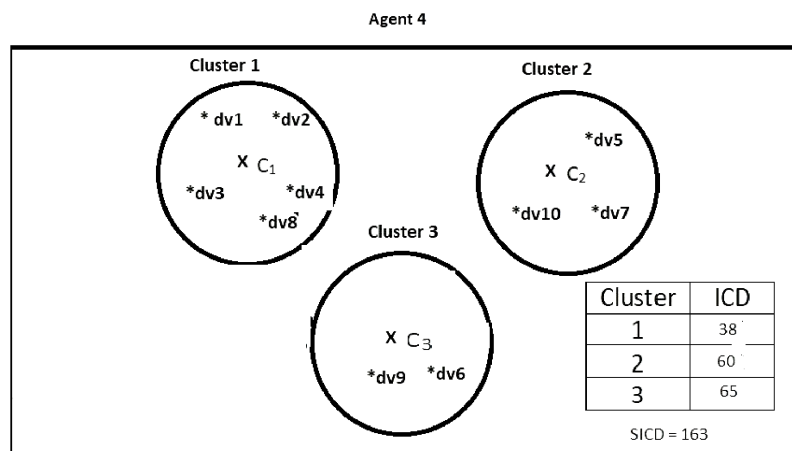 Agent 4
Cluster 1
Cluster 2
*dv1 *dv2
X C₁
*dv3 *dv4
*dv8
*dv5
X C₂
*dv10 *dv7
Cluster 3
X C₃
*dv9 *dv6
Cluster ICD
1 38
2 60
3 65
SICD = 163